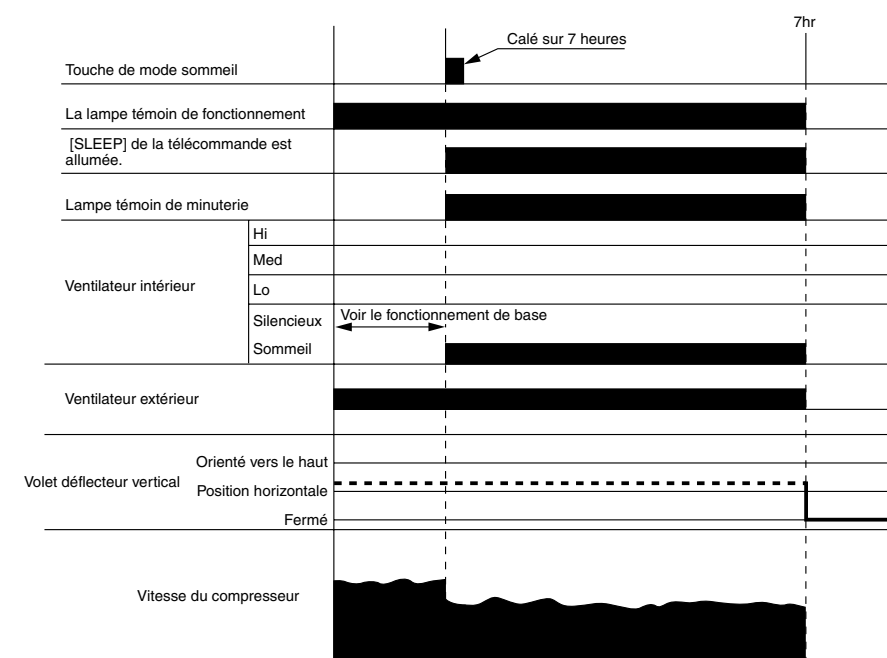 7hr
Calé sur 7 heures
Touche de mode sommeil
La lampe témoin de fonctionnement
[SLEEP] de la télécommande est
allumée.
Lampe témoin de minuterie
Hi
Med
Ventilateur intérieur
Lo
Silencieux
Voir le fonctionnement de base
Sommeil
Ventilateur extérieur
Orienté vers le haut
Volet déflecteur vertical
Position horizontale
Fermé
Vitesse du compresseur